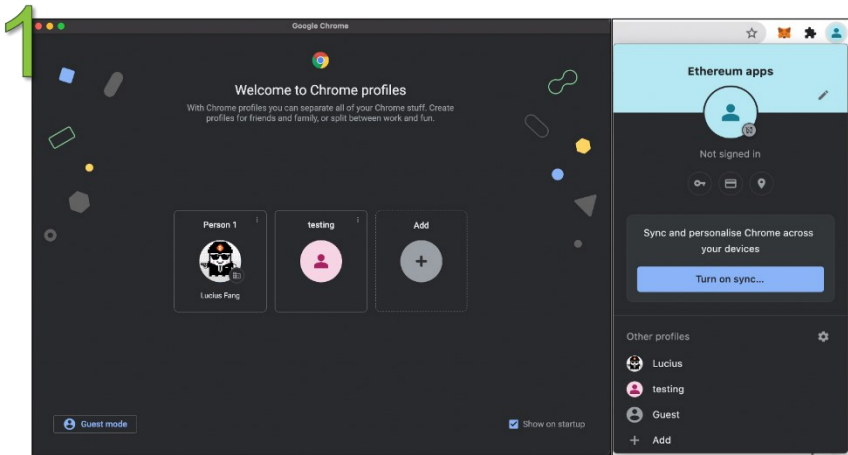 1
Google Chrome
Welcome to Chrome profiles
With Chrome profiles you can separate all of your Chrome stuff. Create
profiles for friends and family, or split between work and fun.
Person 1
testing
Add
Lucius Fang
Guest mode
Show on startup
Ethereum apps
Not signed in
Sync and personalise Chrome across
your devices
Turn on sync...
Other profiles
Lucius
testing
Guest
Add